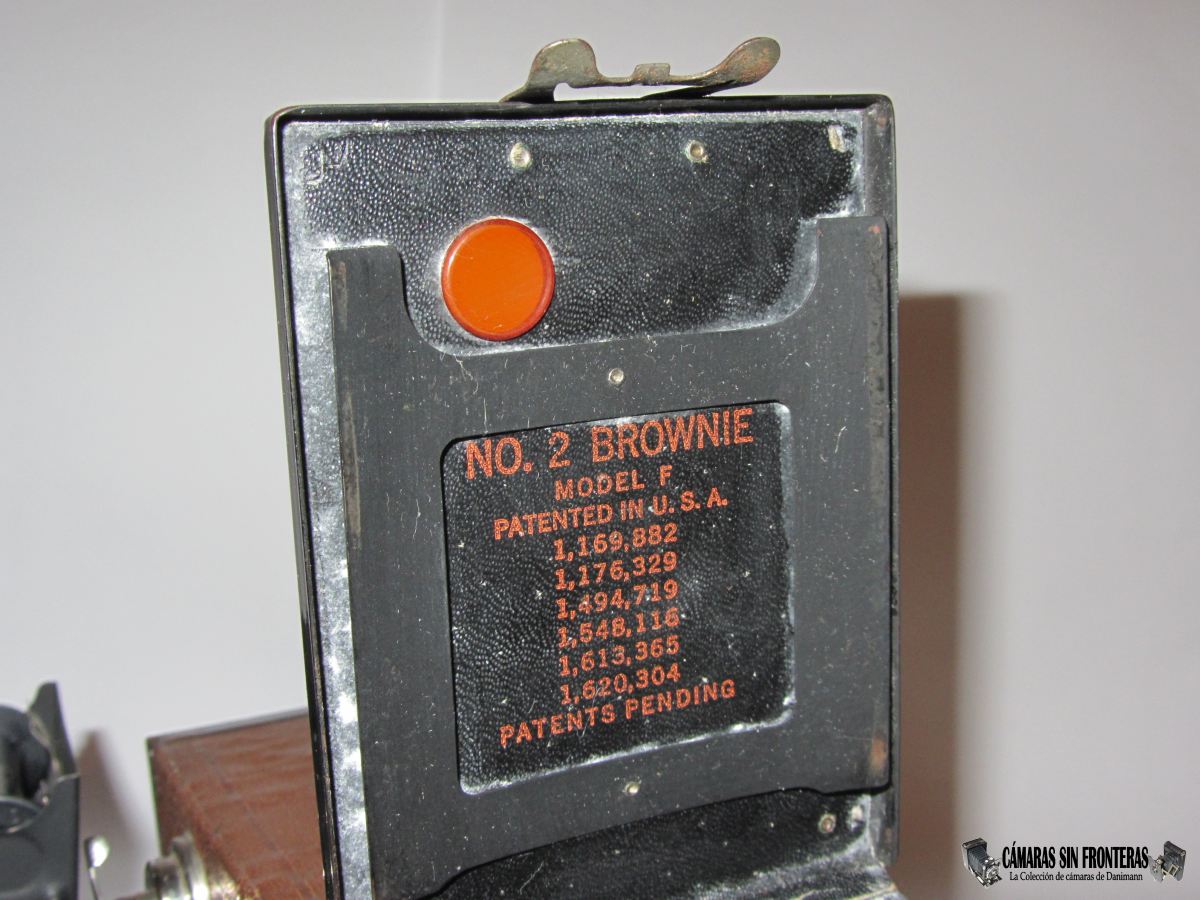 NO. 2 BROWNIE
MODEL F
PATENTED IN U. S. A.
1,169,882
1,176,329
1,494,719
1,548,116
1,613,365
1,620,304
PATENTS PENDING
CÁMARAS SIN FRONTERAS
La Colección de cámaras de Danimann